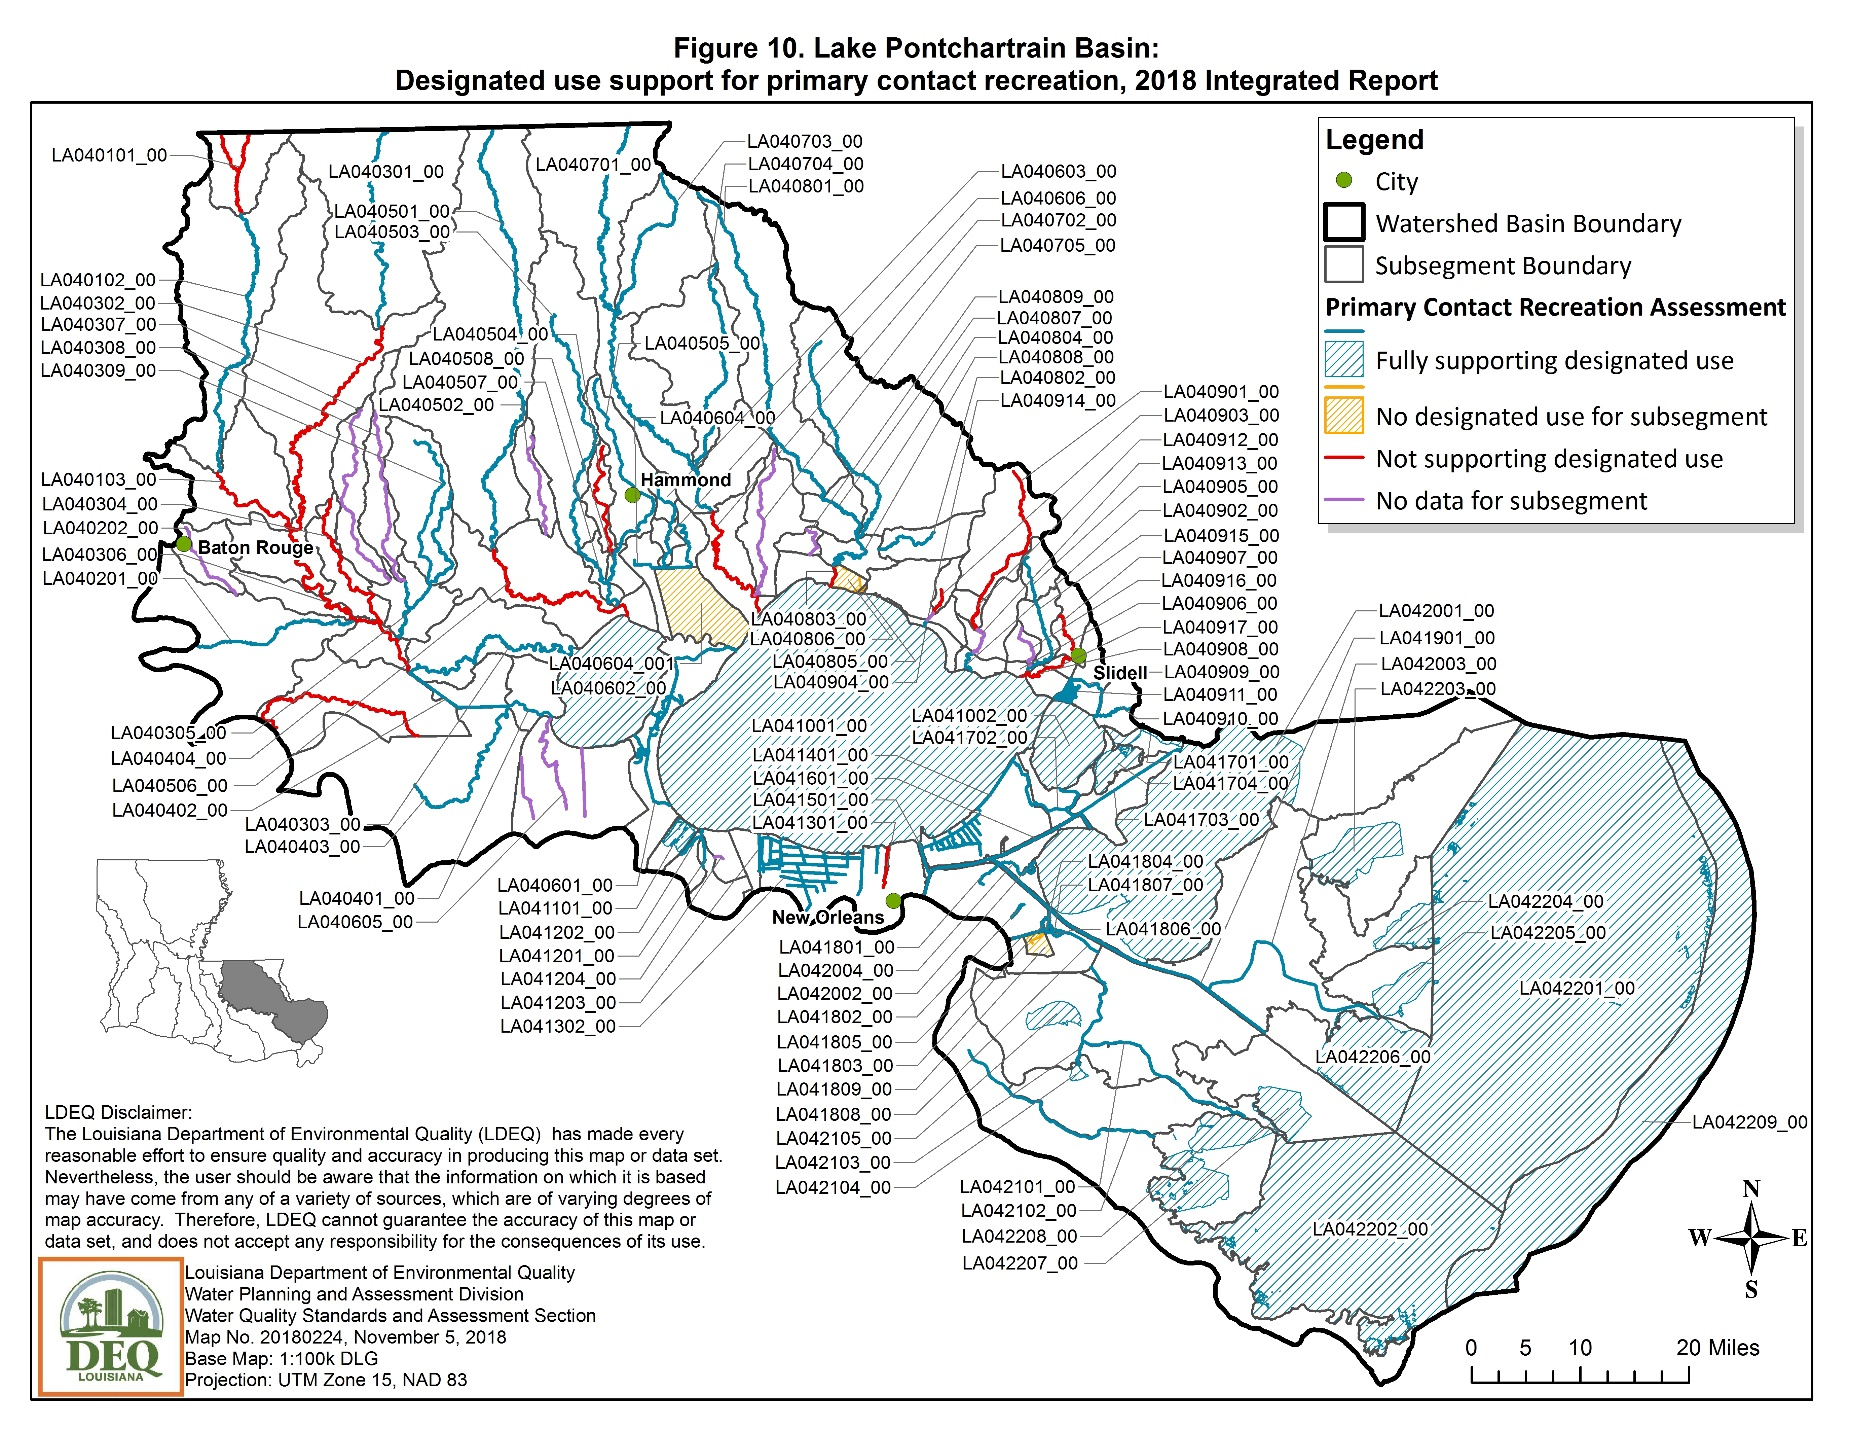 Figure 10. Lake Pontchartrain Basin:
Designated use support for primary contact recreation, 2018 Integrated Report
LA040101_00
LA040301_00
LA040701_00
LA040703_00
LA040704_00
LA040801_00
LA040501_00
LA040503_00
LA040603_00
LA040606_00
LA040702_00
LA040705_00
LA040102_00
LA040302_00
LA040307_00
LA040308_00
LA040309_00
LA040504_00
LA040508_00
LA040507_00
LA040502_00
LA040505_00
LA040604_00
LA040809_00
LA040807_00
LA040804_00
LA040808_00
LA040802_00
LA040914_00
LA040901_00
LA040903_00
LA040912_00
LA040913_00
LA040905_00
LA040902_00
LA040915_00
LA040907_00
LA040916_00
LA040906_00
LA040917_00
LA040908_00
LA040909_00
LA040911_00
LA040910_00
Legend
City
Watershed Basin Boundary
Subsegment Boundary
Primary Contact Recreation Assessment
Fully supporting designated use
No designated use for subsegment
Not supporting designated use
No data for subsegment
LA040103_00
LA040304_00
LA040202_00
LA040306_00
LA040201_00
Hammond
Baton Rouge
Slidell
New Orleans
LA040803_00
LA040806_00
LA040805_00
LA040904_00
LA040604_001
LA040602_00
LA041001_00
LA041401_00
LA041601_00
LA041501_00
LA041301_00
LA041002_00
LA041702_00
LA042001_00
LA041901_00
LA042003_00
LA042203_00
LA041701_00
LA041704_00
LA041703_00
LA041804_00
LA041807_00
LA041806_00
LA042204_00
LA042205_00
LA042201_00
LA042206_00
LA042209_00
LA042202_00
LA040305_00
LA040404_00
LA040506_00
LA040402_00
LA040303_00
LA040403_00
LA040401_00
LA040605_00
LA040601_00
LA041101_00
LA041202_00
LA041201_00
LA041204_00
LA041203_00
LA041302_00
LA041801_00
LA042004_00
LA042002_00
LA041802_00
LA041805_00
LA041803_00
LA041809_00
LA041808_00
LA042105_00
LA042103_00
LA042104_00
LA042101_00
LA042102_00
LA042208_00
LA042207_00
LDEQ Disclaimer:
The Louisiana Department of Environmental Quality (LDEQ) has made every
reasonable effort to ensure quality and accuracy in producing this map or data set.
Nevertheless, the user should be aware that the information on which it is based
may have come from any of a variety of sources, which are of varying degrees of
map accuracy. Therefore, LDEQ cannot guarantee the accuracy of this map or
data set, and does not accept any responsibility for the consequences of its use.
DEQ
LOUISIANA
Louisiana Department of Environmental Quality
Water Planning and Assessment Division
Water Quality Standards and Assessment Section
Map No. 20180224, November 5, 2018
Base Map: 1:100k DLG
Projection: UTM Zone 15, NAD 83
N
W E
S
0 5 10 20 Miles